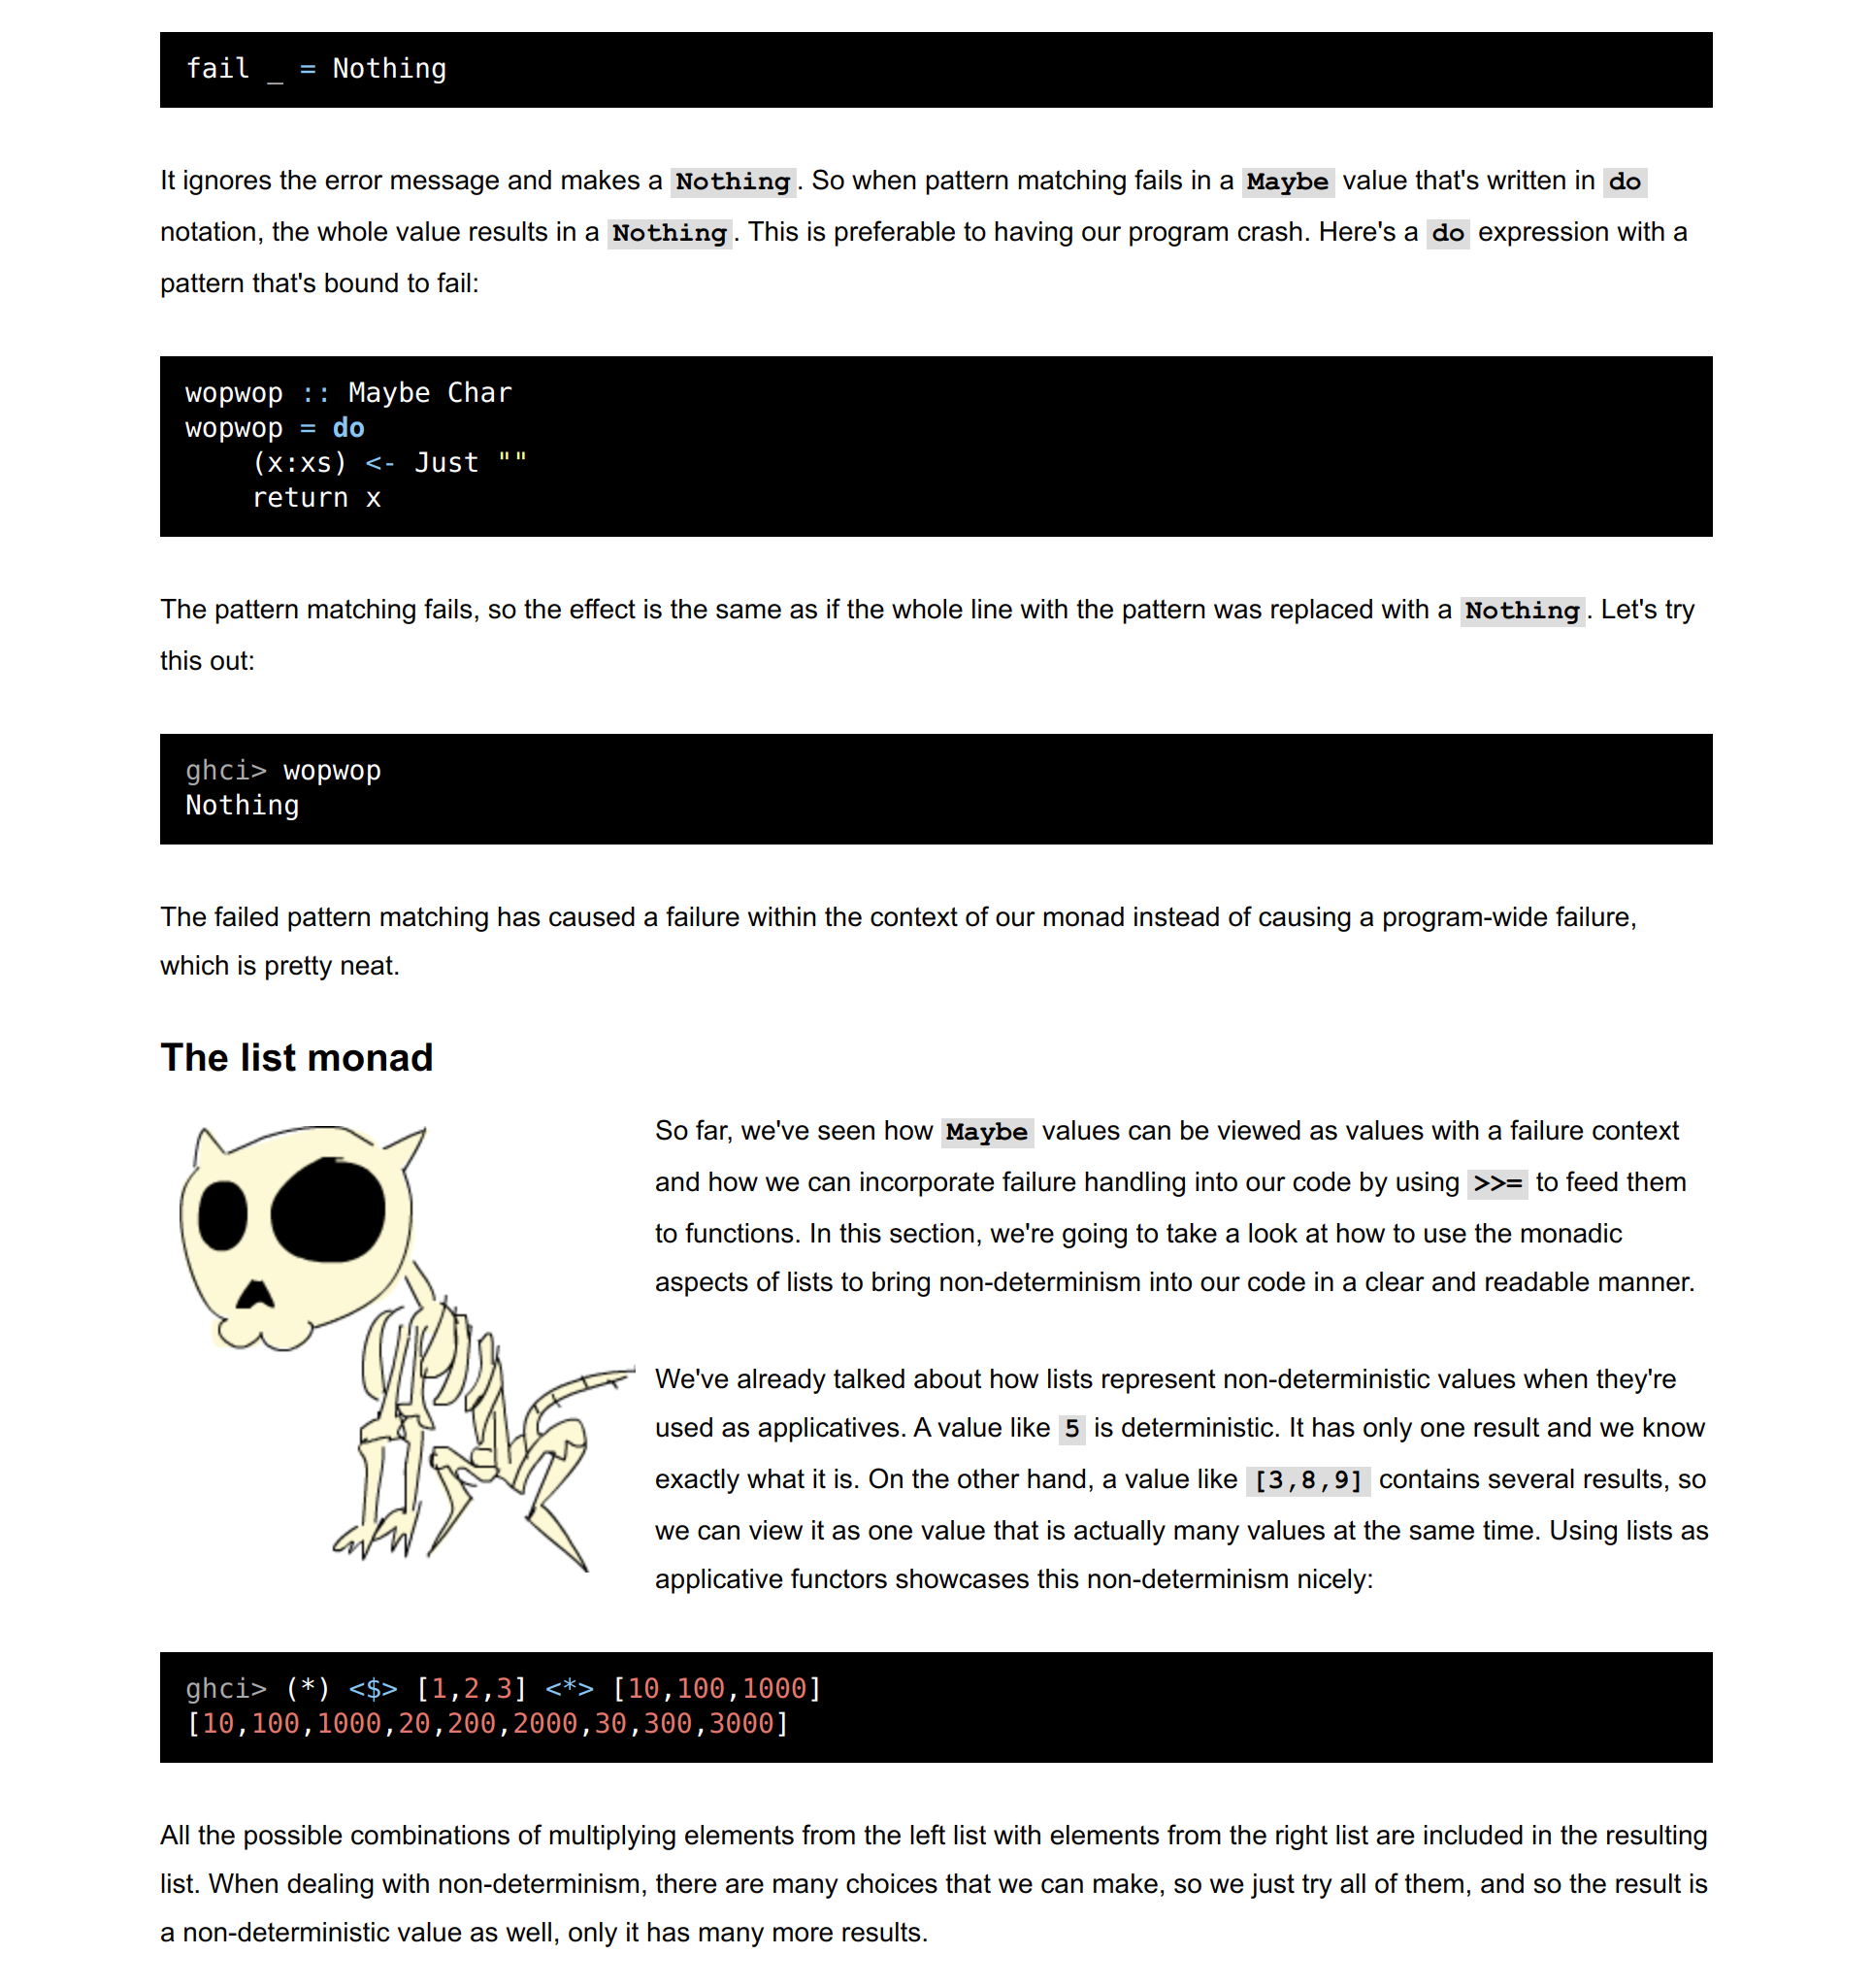 fail _ = Nothing
It ignores the error message and makes a Nothing. So when pattern matching fails in a Maybe value that's written in do
notation, the whole value results in a Nothing. This is preferable to having our program crash. Here's a do expression with a
pattern that's bound to fail:
wopwop :: Maybe Char
wopwop = do
    (x:xs) <- Just ""
    return x
The pattern matching fails, so the effect is the same as if the whole line with the pattern was replaced with a Nothing. Let's try
this out:
ghci> wopwop
Nothing
The failed pattern matching has caused a failure within the context of our monad instead of causing a program-wide failure,
which is pretty neat.
The list monad
So far, we've seen how Maybe values can be viewed as values with a failure context
and how we can incorporate failure handling into our code by using >>= to feed them
to functions. In this section, we're going to take a look at how to use the monadic
aspects of lists to bring non-determinism into our code in a clear and readable manner.
We've already talked about how lists represent non-deterministic values when they're
used as applicatives. A value like 5 is deterministic. It has only one result and we know
exactly what it is. On the other hand, a value like [3,8,9] contains several results, so
we can view it as one value that is actually many values at the same time. Using lists as
applicative functors showcases this non-determinism nicely:
ghci> (*) <$> [1,2,3] <*> [10,100,1000]
[10,100,1000,20,200,2000,30,300,3000]
All the possible combinations of multiplying elements from the left list with elements from the right list are included in the resulting
list. When dealing with non-determinism, there are many choices that we can make, so we just try all of them, and so the result is
a non-deterministic value as well, only it has many more results.